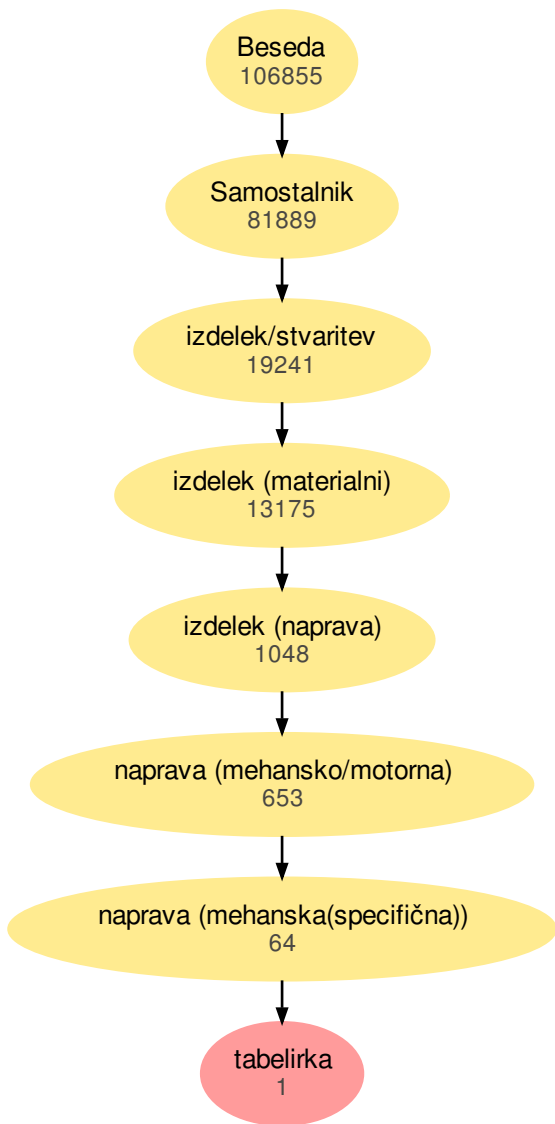 Beseda
106855
Samostalnik
81889
izdelek/stvaritev
19241
izdelek (materialni)
13175
izdelek (naprava)
1048
naprava (mehansko/motorna)
653
naprava (mehanska(specifična))
64
tabelirka
1